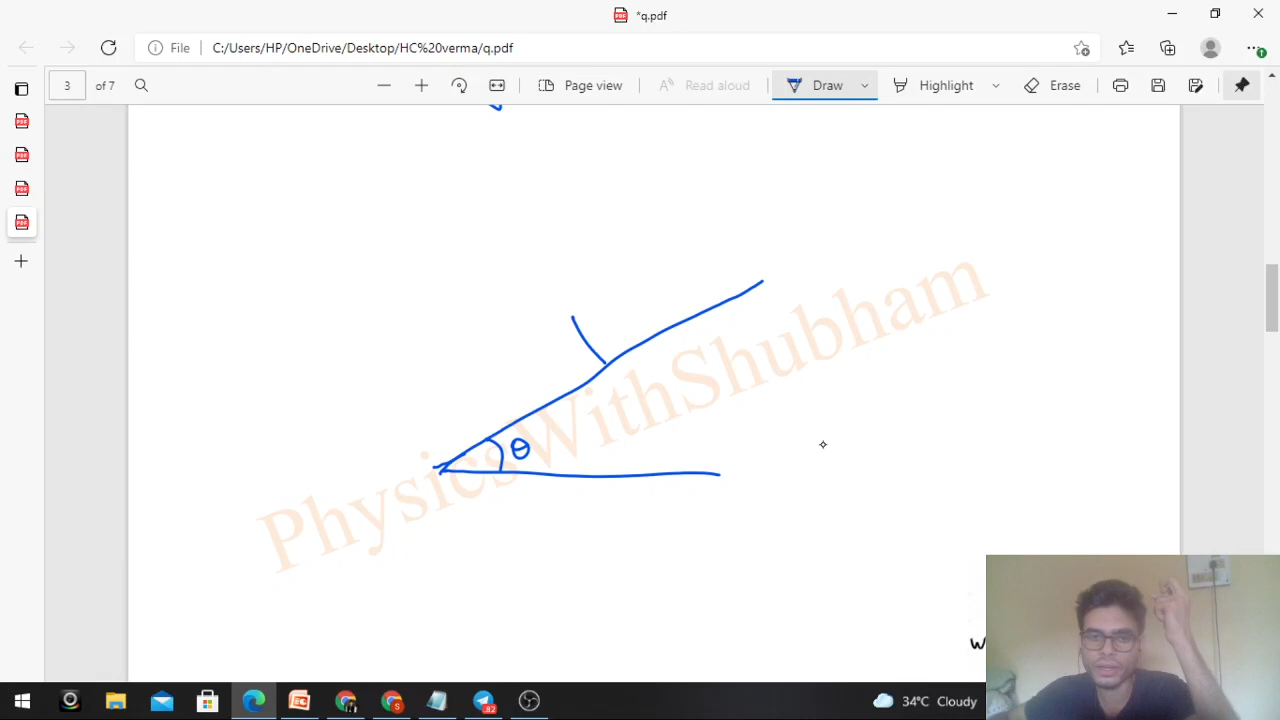 *q.pdf
File C:/Users/HP/OneDrive/Desktop/HC%20verma/q.pdf
3 of 7 Page view Read aloud Draw Highlight Erase
PhysicsWithShubham
θ
W
82
34°C Cloudy